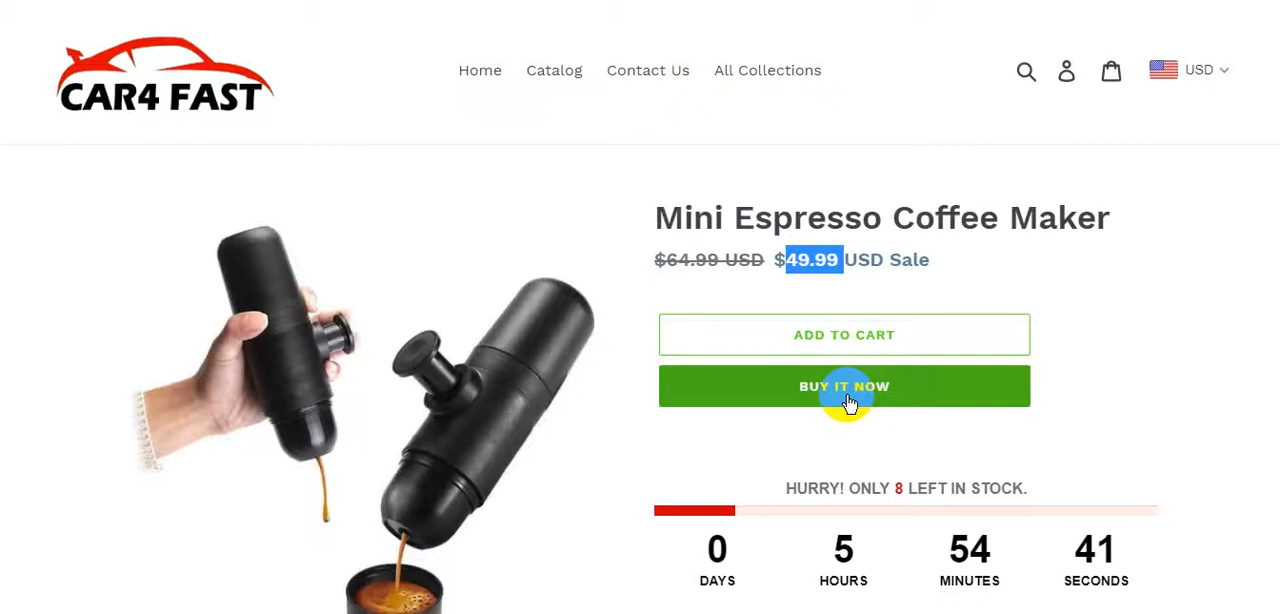 CAR4 FAST
Home Catalog Contact Us All Collections
USD
Mini Espresso Coffee Maker
$64.99 USD $49.99 USD Sale
ADD TO CART
BUY IT NOW
HURRY! ONLY 8 LEFT IN STOCK.
0 5 54 41
DAYS HOURS MINUTES SECONDS